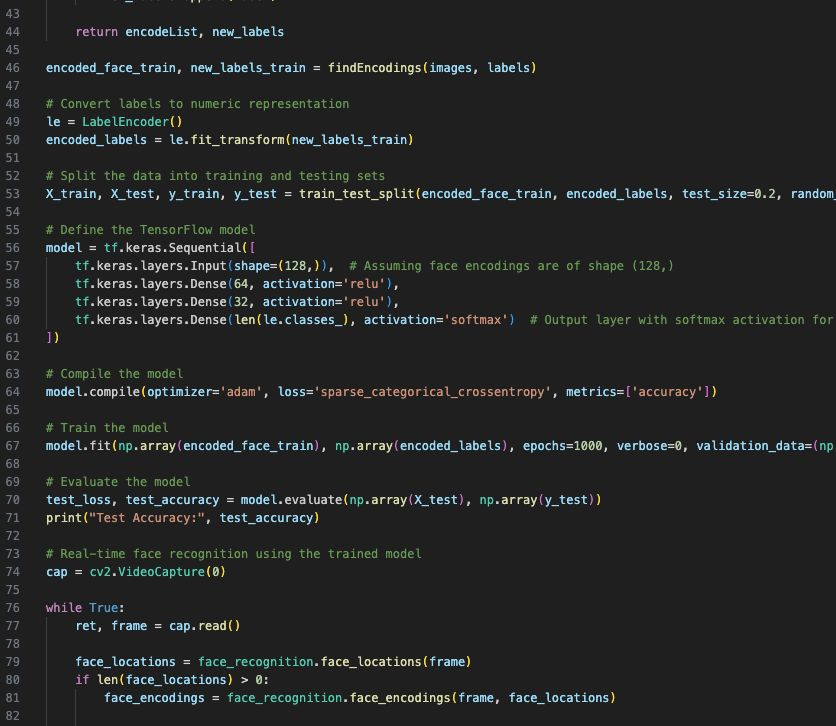 43
44 return encodeList, new_labels
45
46 encoded_face_train, new_labels_train = findEncodings(images, labels)
47
48 # Convert labels to numeric representation
49 le = LabelEncoder()
50 encoded_labels = le.fit_transform(new_labels_train)
51
52 # Split the data into training and testing sets
53 X_train, X_test, y_train, y_test = train_test_split(encoded_face_train, encoded_labels, test_size=0.2, random_
54
55 # Define the TensorFlow model
56 model = tf.keras.Sequential([
57 tf.keras.layers.Input(shape=(128,)),  # Assuming face encodings are of shape (128,)
58 tf.keras.layers.Dense(64, activation='relu'),
59 tf.keras.layers.Dense(32, activation='relu'),
60 tf.keras.layers.Dense(len(le.classes_), activation='softmax')  # Output layer with softmax activation for
61 ])
62
63 # Compile the model
64 model.compile(optimizer='adam', loss='sparse_categorical_crossentropy', metrics=['accuracy'])
65
66 # Train the model
67 model.fit(np.array(encoded_face_train), np.array(encoded_labels), epochs=1000, verbose=0, validation_data=(np.
68
69 # Evaluate the model
70 test_loss, test_accuracy = model.evaluate(np.array(X_test), np.array(y_test))
71 print("Test Accuracy:", test_accuracy)
72
73 # Real-time face recognition using the trained model
74 cap = cv2.VideoCapture(0)
75
76 while True:
77 ret, frame = cap.read()
78
79 face_locations = face_recognition.face_locations(frame)
80 if len(face_locations) > 0:
81 face_encodings = face_recognition.face_encodings(frame, face_locations)
82